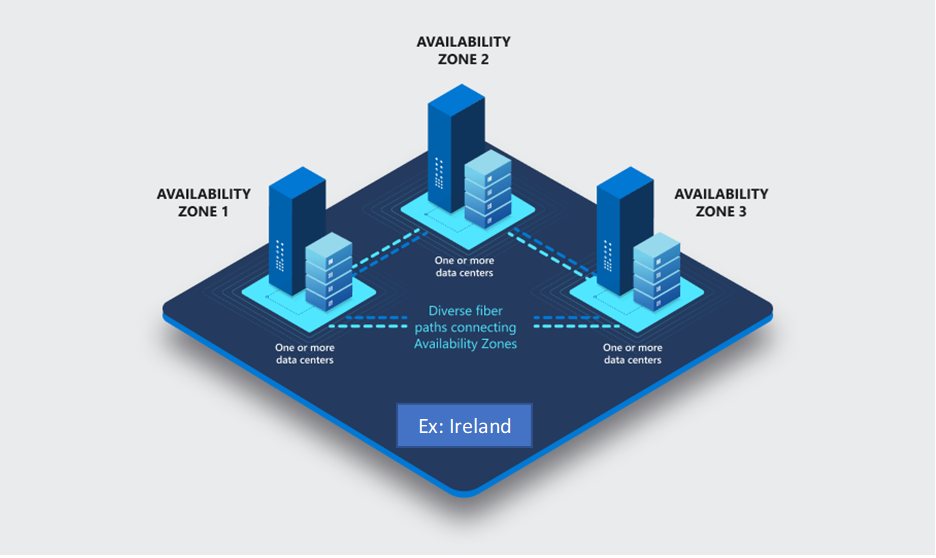 AVAILABILITY
ZONE 2
AVAILABILITY
ZONE 1
AVAILABILITY
ZONE 3
One or more
data centers
Diverse fiber
paths connecting
Availability Zones
One or more
data centers
One or more
data centers
Ex: Ireland